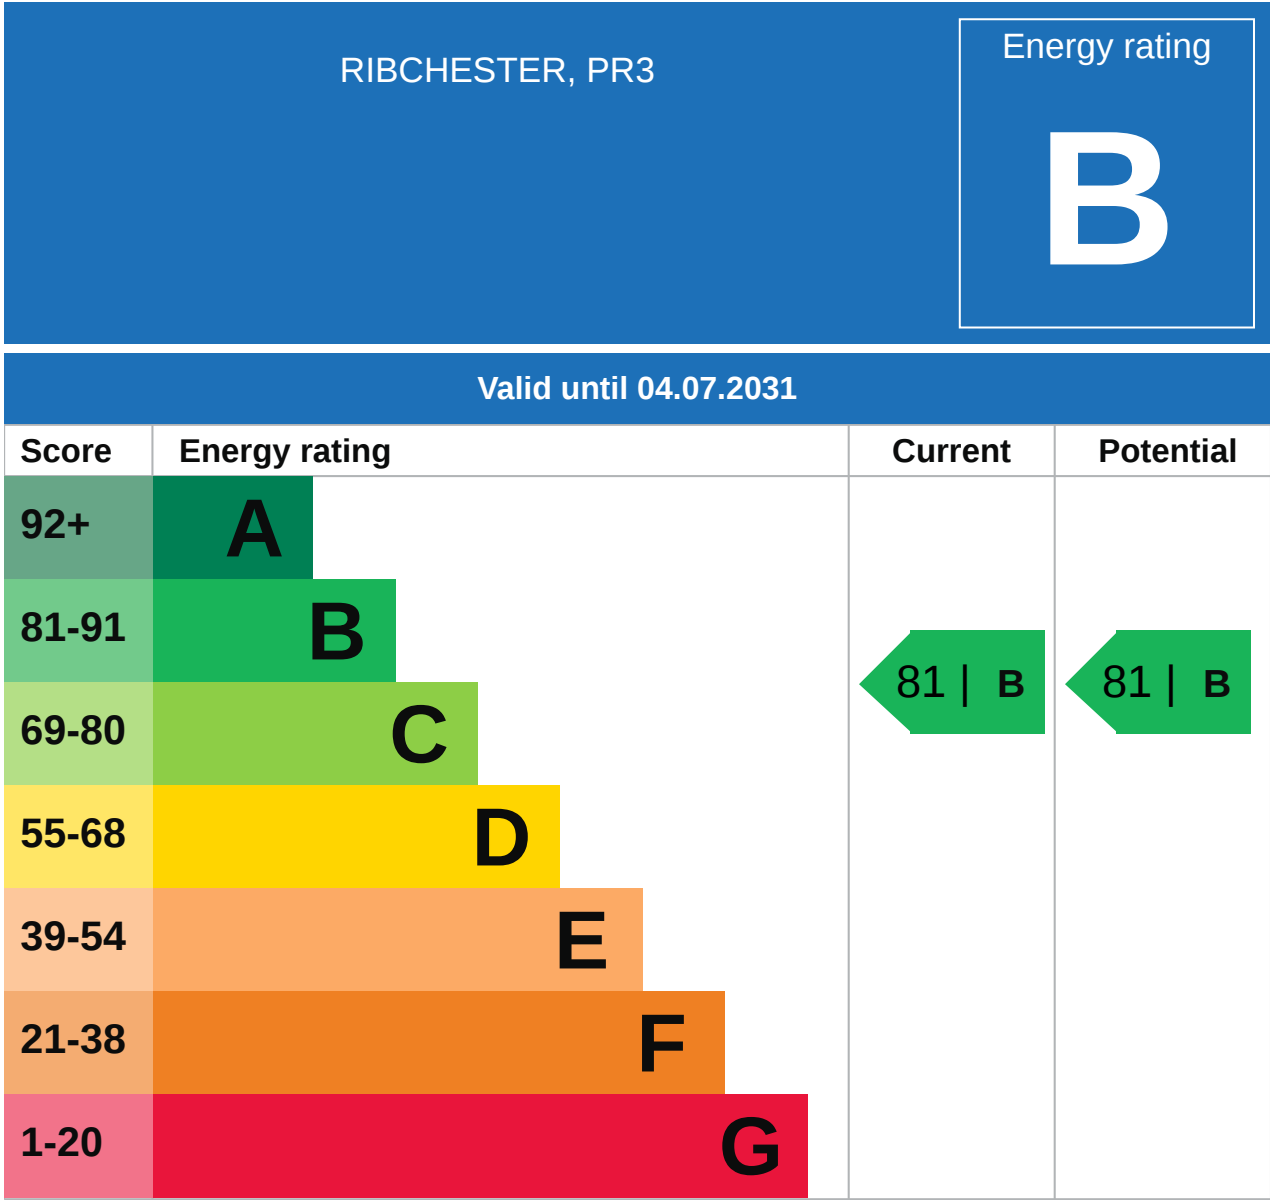 RIBCHESTER, PR3
Energy rating
B
Valid until 04.07.2031
Score Energy rating Current Potential
92+ A
81-91 B
81 | B 81 | B
69-80 C
55-68 D
39-54 E
21-38 F
1-20 G